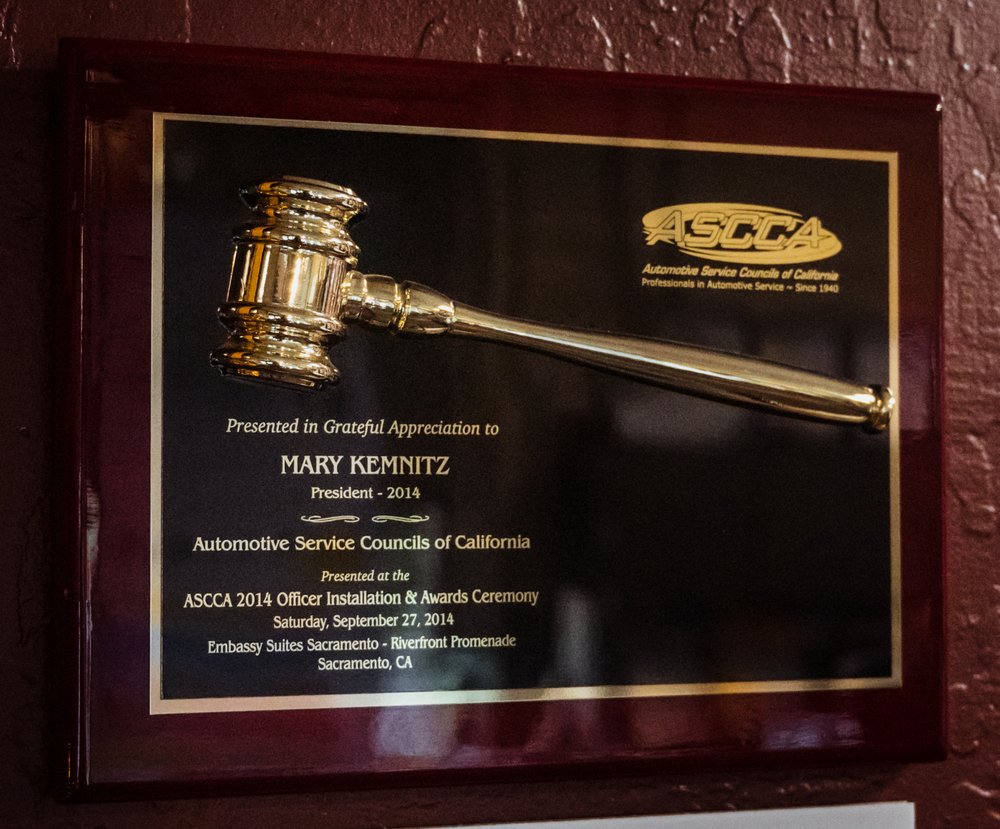 ASCCA
Automotive Service Councils of California
Professionals in Automotive Service ~ Since 1940
Presented in Grateful Appreciation to
MARY KEMNITZ
President - 2014
Automotive Service Councils of California
Presented at the
ASCCA 2014 Officer Installation & Awards Ceremony
Saturday, September 27, 2014
Embassy Suites Sacramento - Riverfront Promenade
Sacramento, CA